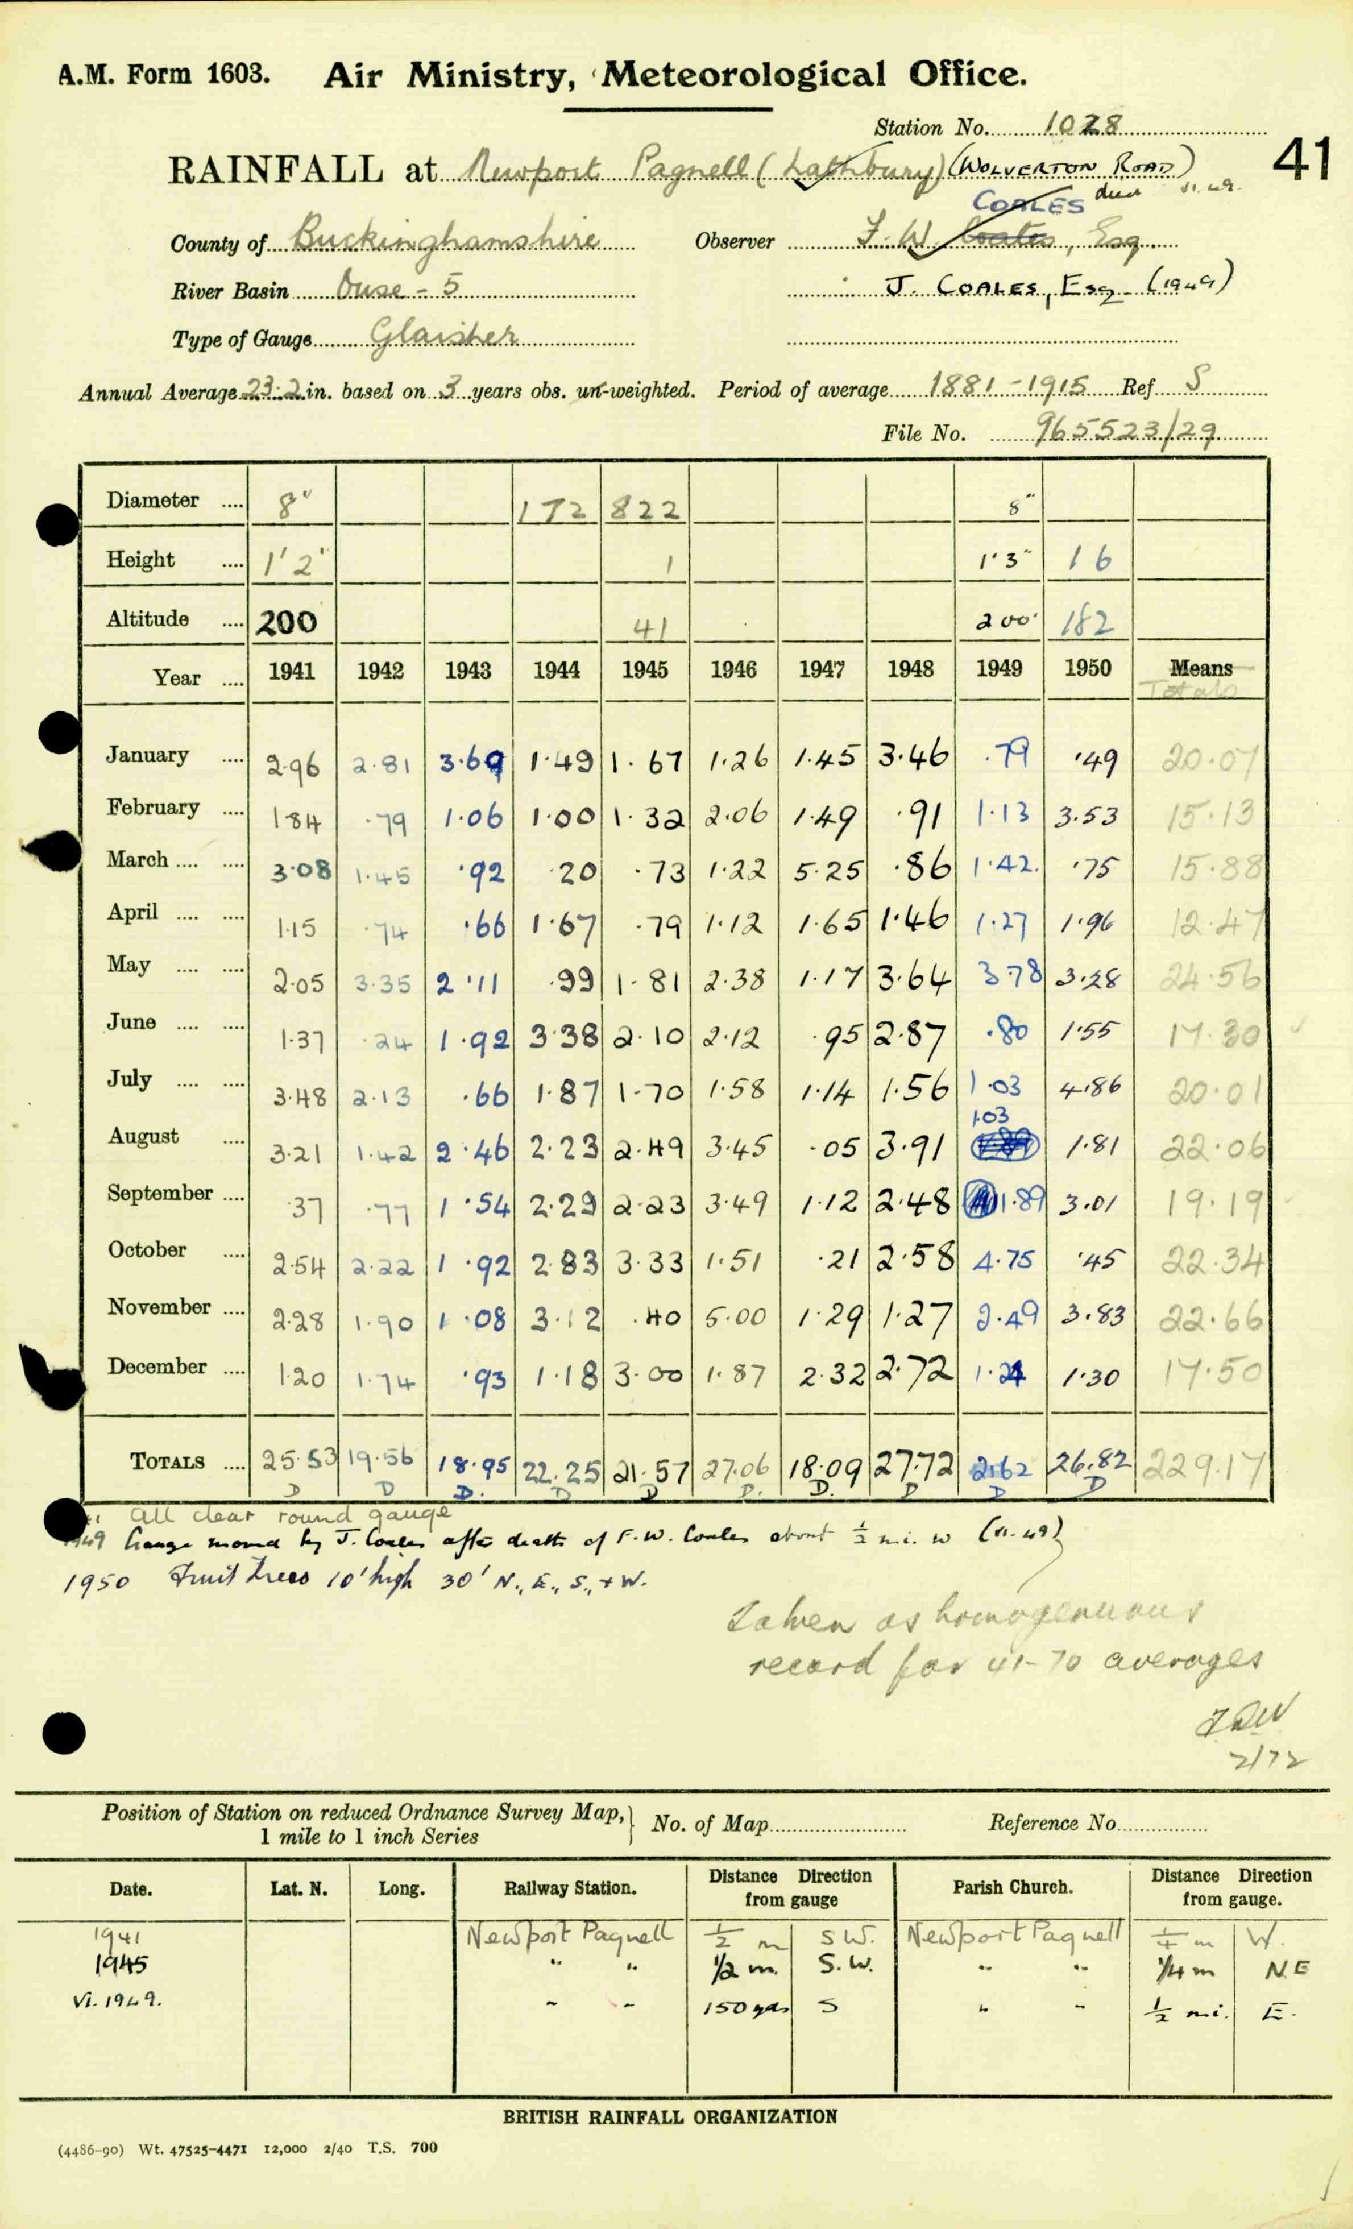 A.M. Form 1603. Air Ministry, Meteorological Office.
Station No. 1028
41
RAINFALL at Newport Pagnell (Lathbury) (WOLVERTON ROAD)
COALES died VI.49.
County of Buckinghamshire Observer F. W. Coates, Esq.
River Basin Ouse - 5 J. COALES, Esq (1949)
Type of Gauge Glaisher
Annual Average 23.2 in. based on 3 years obs. un-weighted. Period of average 1881-1915 Ref S
File No. 965523/29
Diameter .... 8" 172 822 8"
Height .... 1'2" 1 1'3" 1 6
Altitude .... 200 41 200' 182
Year .... 1941 1942 1943 1944 1945 1946 1947 1948 1949 1950 Means
Totals
January .... 2.96 2.81 3.69 1.49 1.67 1.26 1.45 3.46 .79 .49 20.07
February .... 1.84 .79 1.06 1.00 1.32 2.06 1.49 .91 1.13 3.53 15.13
March .... .... 3.08 1.45 .92 .20 .73 1.22 5.25 .86 1.42. .75 15.88
April .... .... 1.15 .74 .66 1.67 .79 1.12 1.65 1.46 1.27 1.96 12.47
May .... .... 2.05 3.35 2.11 .99 1.81 2.38 1.17 3.64 3.78 3.28 24.56
June .... .... 1.37 .24 1.92 3.38 2.10 2.12 .95 2.87 .80 1.55 17.30
July .... .... 3.48 2.13 .66 1.87 1.70 1.58 1.14 1.56 1.03 4.86 20.01
August .... 3.21 1.42 2.46 2.23 2.49 3.45 .05 3.91 1.03 1.81 22.06
September .... .37 .77 1.54 2.29 2.23 3.49 1.12 2.48 1.89 3.01 19.19
October .... 2.54 2.22 1.92 2.83 3.33 1.51 .21 2.58 4.75 .45 22.34
November .... 2.28 1.90 1.08 3.12 .40 5.00 1.29 1.27 2.49 3.83 22.66
December .... 1.20 1.74 .93 1.18 3.00 1.87 2.32 2.72 1.24 1.30 17.50
TOTALS .... 25.53 19.56 18.95 22.25 21.57 27.06 18.09 27.72 21.62 26.82 229.17
D D D. D D D. D. D D D
All clear round gauge
1949 Gauge moved by J. Coales after death of F.W. Coales about ½ mi. W (VI.49)
1950 Fruit trees 10' high 30' N., E., S., + W.
Taken as homogenuous
record for 41-70 averages
2/72
Position of Station on reduced Ordnance Survey Map, No. of Map Reference No.
1 mile to 1 inch Series
Date. Lat. N. Long. Railway Station. Distance from gauge Direction Parish Church. Distance from gauge. Direction
1941 Newport Pagnell ½ m SW. Newport Pagnell ¼ m W.
1945 " " ½ m. S.W. " " ¼ m N.E
VI. 1949. " " 150 yds S " " ½ mi. E.
BRITISH RAINFALL ORGANIZATION
(4486-90) Wt. 47525-4471 12,000 2/40 T.S. 700